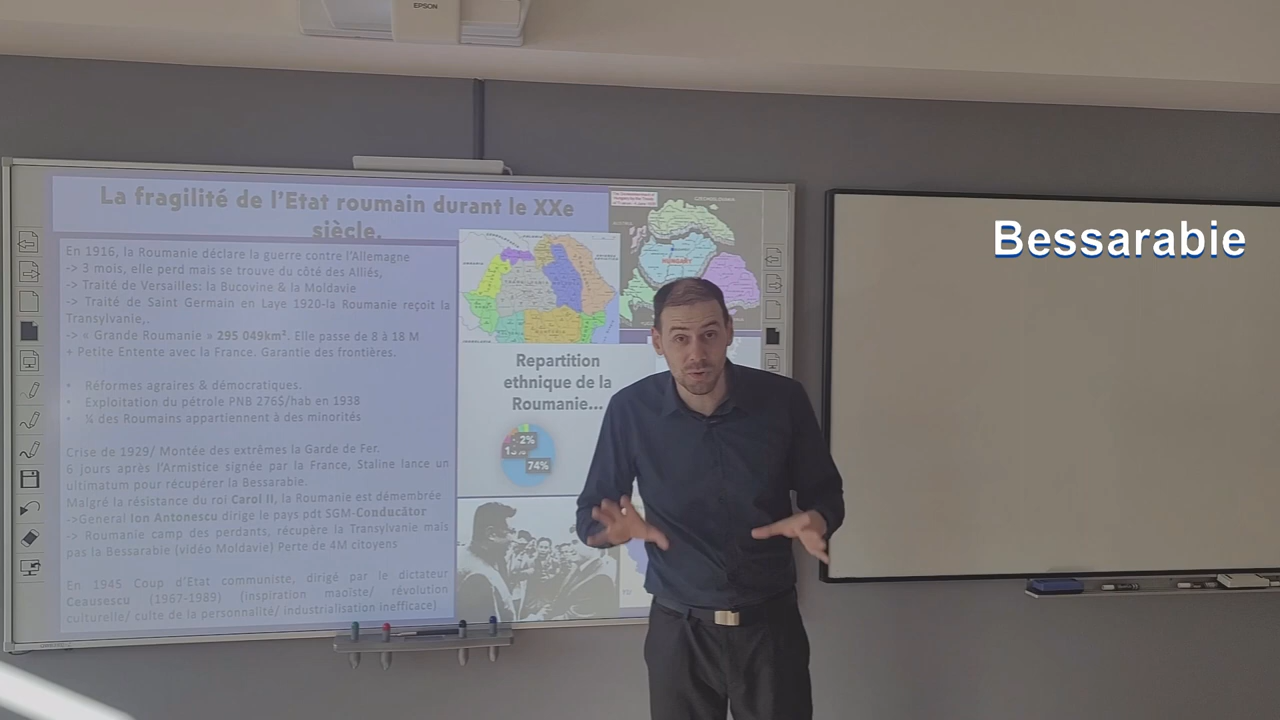 EPSON
La fragilité de l'Etat roumain durant le XXe
siècle.
En 1916, la Roumanie déclare la guerre contre l'Allemagne
-> 3 mois, elle perd mais se trouve du côté des Alliés,
-> Traité de Versailles: la Bucovine & la Moldavie
-> Traité de Saint Germain en Laye 1920-la Roumanie reçoit la
Transylvanie,.
-> « Grande Roumanie » 295 049km². Elle passe de 8 à 18 M
+ Petite Entente avec la France. Garantie des frontières.
• Réformes agraires & démocratiques.
• Exploitation du pétrole PNB 276$/hab en 1938
• ¼ des Roumains appartiennent à des minorités
Crise de 1929/ Montée des extrêmes la Garde de Fer.
6 jours après l'Armistice signée par la France, Staline lance un
ultimatum pour récupérer la Bessarabie.
Malgré la résistance du roi Carol II, la Roumanie est démembrée
->General Ion Antonescu dirige le pays pdt SGM-Conducător
-> Roumanie camp des perdants, récupère la Transylvanie mais
pas la Bessarabie (vidéo Moldavie) Perte de 4M citoyens
En 1945 Coup d'Etat communiste, dirigé par le dictateur
Ceausescu (1967-1989) (inspiration maoïste/ révolution
culturelle/ culte de la personnalité/ industrialisation inefficace)
HUNGARY
Repartition
ethnique de la
Roumanie...
2%
74%
Bessarabie